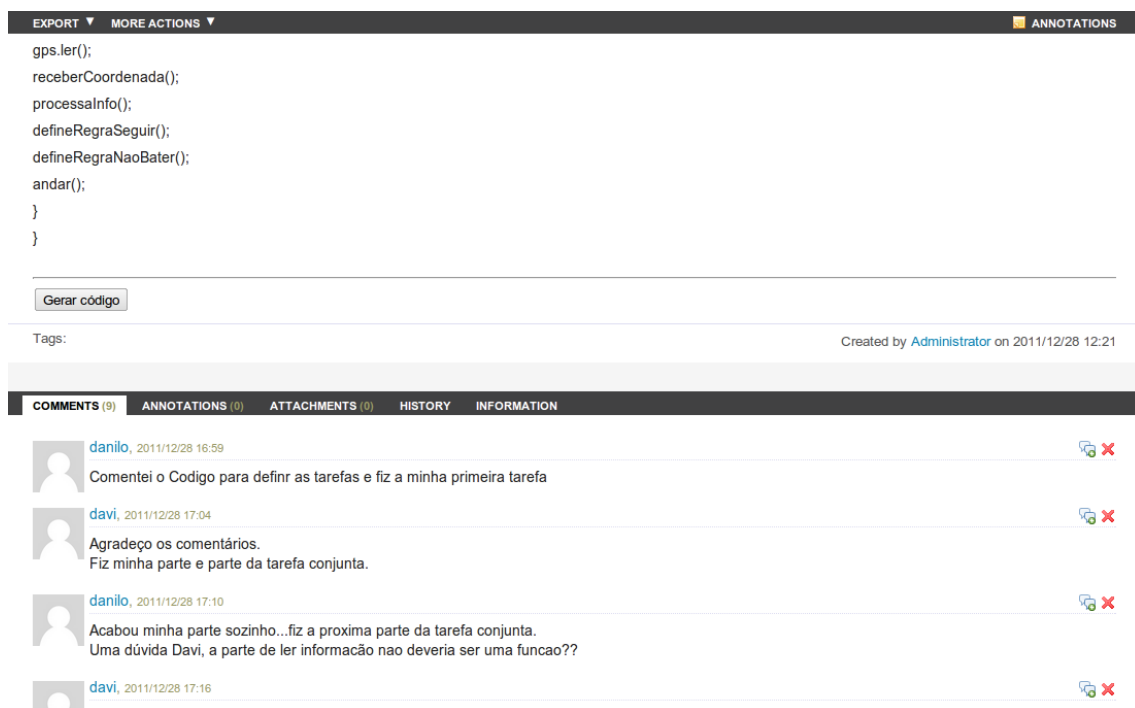 EXPORT ▼ MORE ACTIONS ▼ ANNOTATIONS
gps.ler();
receberCoordenada();
processaInfo();
defineRegraSeguir();
defineRegraNaoBater();
andar();
}
}
Gerar código
Tags: Created by Administrator on 2011/12/28 12:21
COMMENTS (9) ANNOTATIONS (0) ATTACHMENTS (0) HISTORY INFORMATION
danilo, 2011/12/28 16:59
Comentei o Codigo para definr as tarefas e fiz a minha primeira tarefa
davi, 2011/12/28 17:04
Agradeço os comentários.
Fiz minha parte e parte da tarefa conjunta.
danilo, 2011/12/28 17:10
Acabou minha parte sozinho...fiz a proxima parte da tarefa conjunta.
Uma dúvida Davi, a parte de ler informacão nao deveria ser uma funcao??
davi, 2011/12/28 17:16